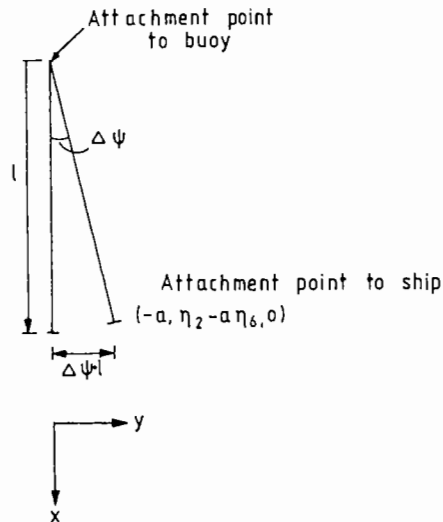 Attachment point
to buoy
l
Δψ
Attachment point to ship
(-a, η2-aη6, 0)
Δψ·l
y
x